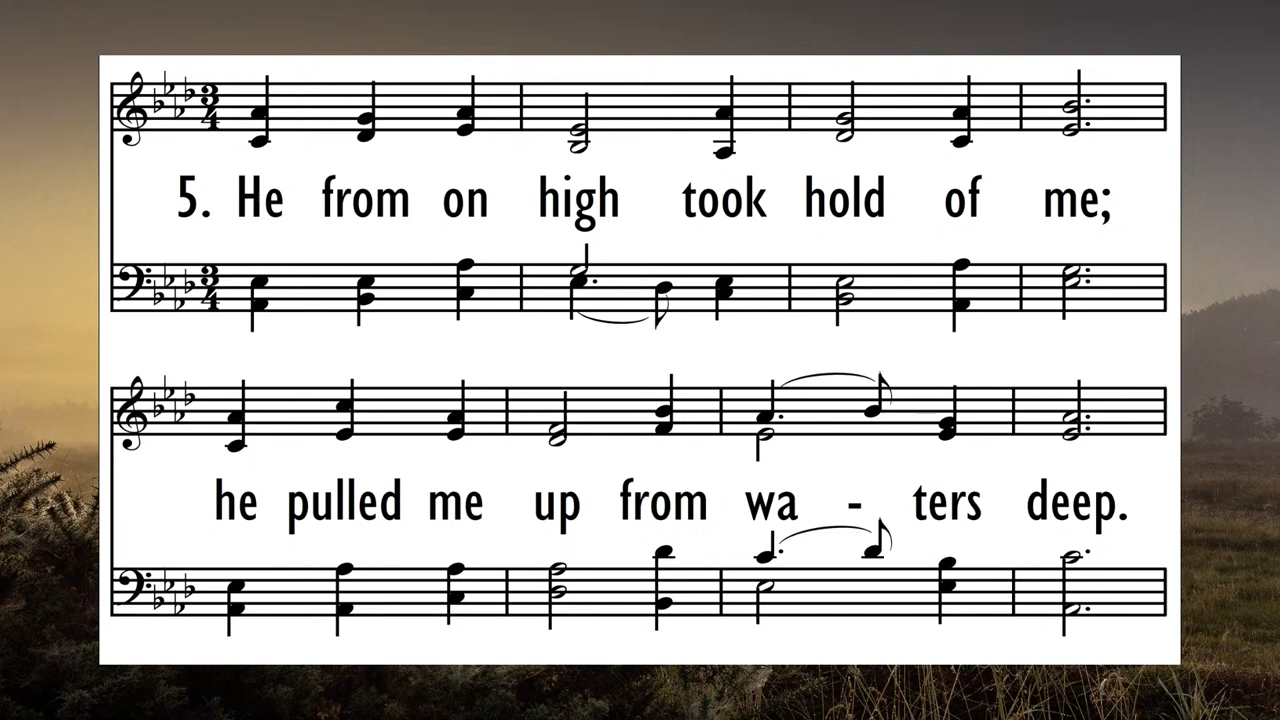 5. He from on high took hold of me;
he pulled me up from wa - ters deep.